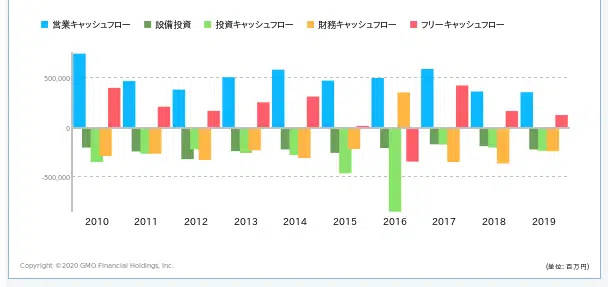 営業キャッシュフロー 設備投資 投資キャッシュフロー 財務キャッシュフロー フリーキャッシュフロー
500,000
0
-500,000
2010 2011 2012 2013 2014 2015 2016 2017 2018 2019
Copyright © 2020 GMO Financial Holdings, Inc. (単位: 百万円)